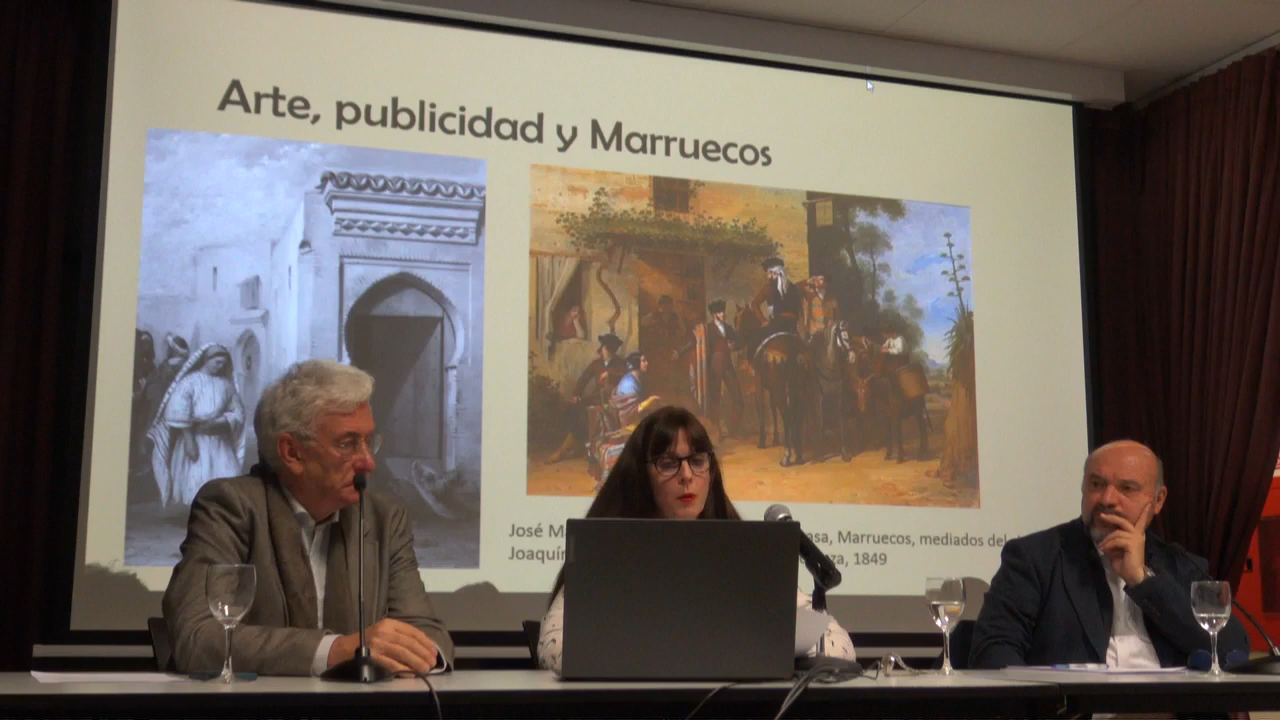 Arte, publicidad y Marruecos
José M
asa, Marruecos, mediados del
Joaquín
za, 1849